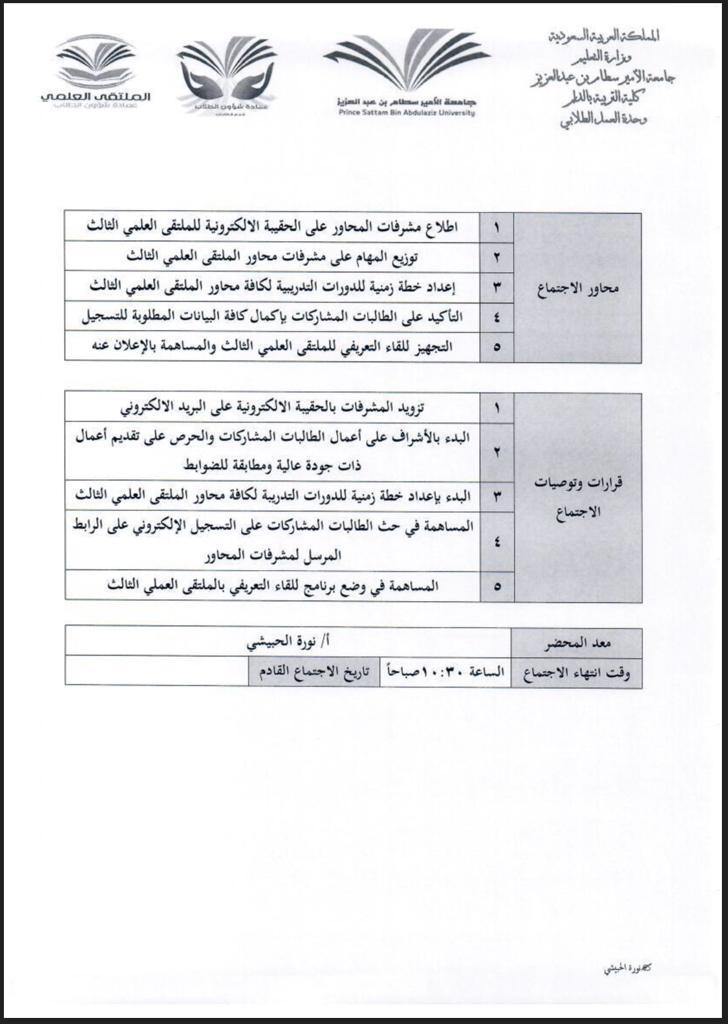 المملكة العربية السعودية
وزارة التعليم
جامعة الأمير سطام بن عبدالعزيز
كلية التربية بالدلم
وحدة العمل الطلابي
جامعة الأمير سطام بن عبد العزيز
Prince Sattam Bin Abdulaziz University
عمادة شؤون الطلاب
الملتقى العلمي
عمادة شؤون الطلاب
محاور الاجتماع
١ اطلاع مشرفات المحاور على الحقيبة الالكترونية للملتقى العلمي الثالث
٢ توزيع المهام على مشرفات محاور الملتقى العلمي الثالث
٣ إعداد خطة زمنية للدورات التدريبية لكافة محاور الملتقى العلمي الثالث
٤ التأكيد على الطالبات المشاركات بإكمال كافة البيانات المطلوبة للتسجيل
٥ التجهيز للقاء التعريفي للملتقى العلمي الثالث والمساهمة بالإعلان عنه
قرارات وتوصيات
الاجتماع
١ تزويد المشرفات بالحقيبة الالكترونية على البريد الالكتروني
٢ البدء بالأشراف على أعمال الطالبات المشاركات والحرص على تقديم أعمال
ذات جودة عالية ومطابقة للضوابط
٣ البدء بإعداد خطة زمنية للدورات التدريبة لكافة محاور الملتقى العلمي الثالث
٤ المساهمة في حث الطالبات المشاركات على التسجيل الإلكتروني على الرابط
المرسل لمشرفات المحاور
٥ المساهمة في وضع برنامج للقاء التعريفي بالملتقى العملي الثالث
معد المحضر أ/ نورة الحبيشي
وقت انتهاء الاجتماع الساعة ١٠:٣٠صباحاً تاريخ الاجتماع القادم
نورة الحبيشي